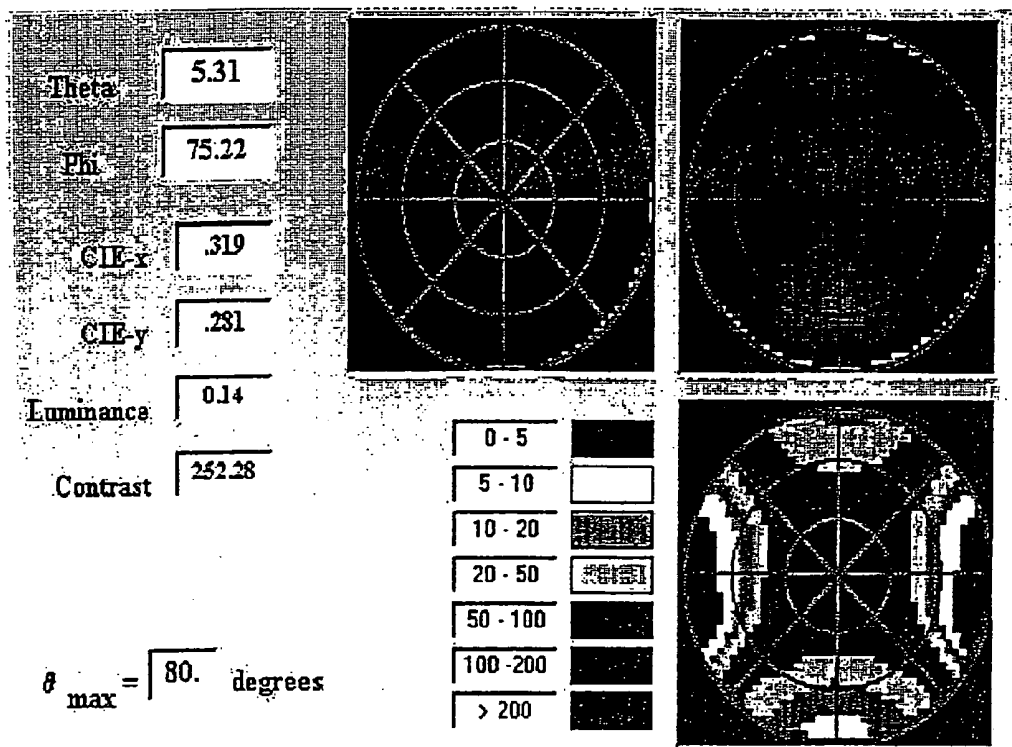 Theta 5.31
Phi 75.22
CIE-x .319
CIE-y .281
Luminance 0.14
Contrast 252.28
0 - 5
5 - 10
10 - 20
20 - 50
50 - 100
100 -200
> 200
ϑ max = 80. degrees